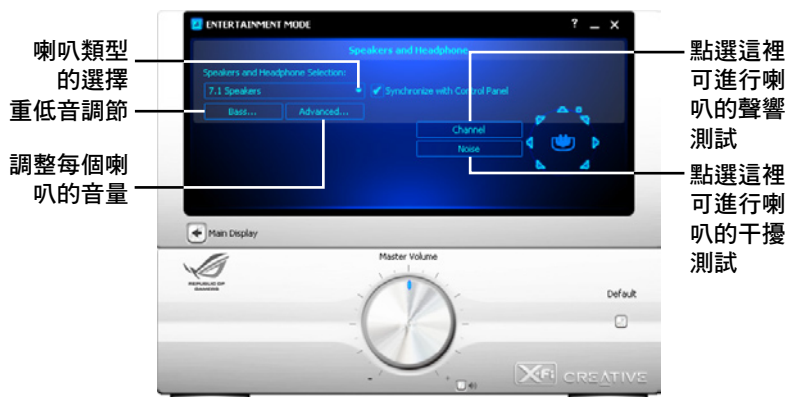 ENTERTAINMENT MODE
? _ ×
Speakers and Headphone
Speakers and Headphone Selection:
7.1 Speakers
Synchronize with Control Panel
Bass...
Advanced...
Channel
Noise
喇叭類型
的選擇
重低音調節
調整每個喇
叭的音量
點選這裡
可進行喇
叭的聲響
測試
點選這裡
可進行喇
叭的干擾
測試
Main Display
REPUBLIC OF
GAMERS
Master Volume
- +
Default
X-Fi CREATIVE